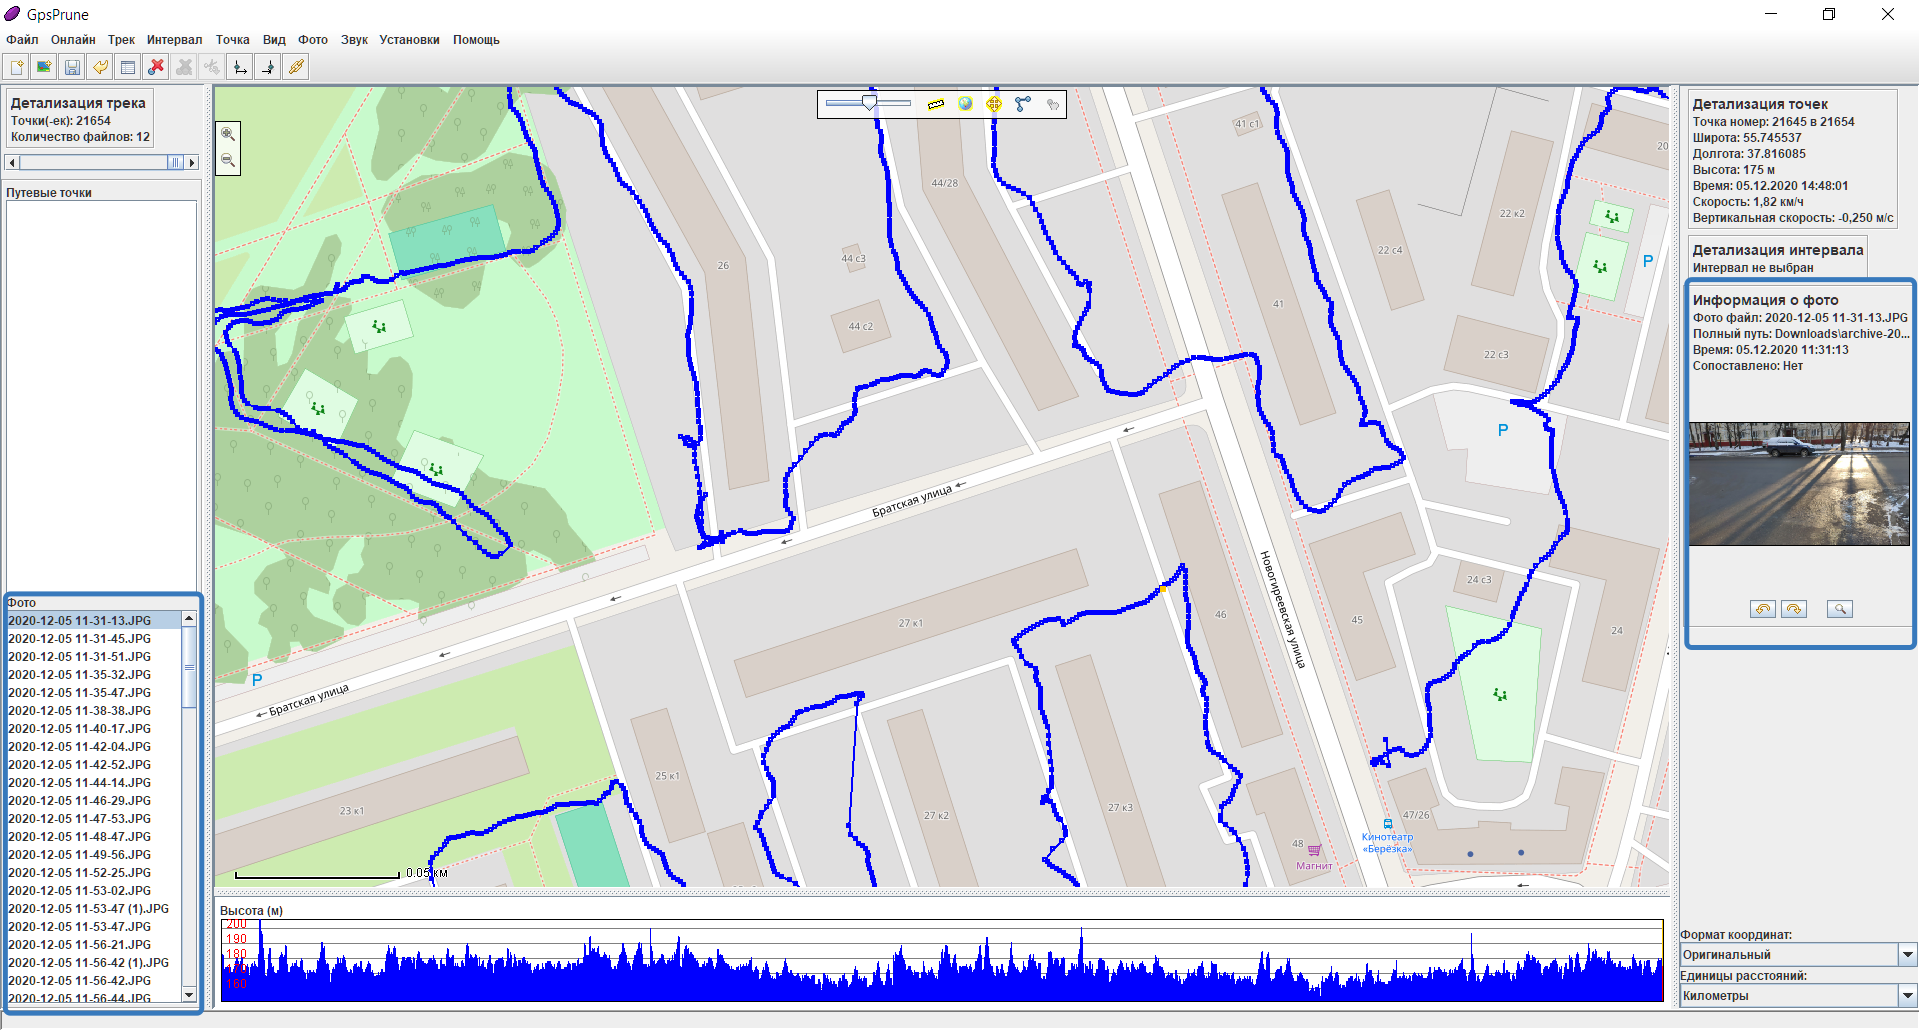 GpsPrune
Файл Онлайн Трек Интервал Точка Вид Фото Звук Установки Помощь
Детализация трека
Точки(-ек): 21654
Количество файлов: 12
Путевые точки
Фото
2020-12-05 11-31-13.JPG
2020-12-05 11-31-45.JPG
2020-12-05 11-31-51.JPG
2020-12-05 11-35-32.JPG
2020-12-05 11-35-47.JPG
2020-12-05 11-38-38.JPG
2020-12-05 11-40-17.JPG
2020-12-05 11-42-04.JPG
2020-12-05 11-42-52.JPG
2020-12-05 11-44-14.JPG
2020-12-05 11-46-29.JPG
2020-12-05 11-47-53.JPG
2020-12-05 11-48-47.JPG
2020-12-05 11-49-56.JPG
2020-12-05 11-52-25.JPG
2020-12-05 11-53-02.JPG
2020-12-05 11-53-47 (1).JPG
2020-12-05 11-53-47.JPG
2020-12-05 11-56-21.JPG
2020-12-05 11-56-42 (1).JPG
2020-12-05 11-56-42.JPG
2020-12-05 11-56-44.JPG
41 с1
20
44/28
22 к2
26
44 с3
22 с4
P
41
44 с2
22 с3
P
Братская улица
Новогиреевская улица
24 с3
27 к1
46
45
24
P
Братская улица
25 к1
23 к1
27 к2
27 к3
47/26
Кинотеатр
«Берёзка»
48
Магнит
0.05 км
Высота (м)
200
190
180
160
Детализация точек
Точка номер: 21645 в 21654
Широта: 55.745537
Долгота: 37.816085
Высота: 175 м
Время: 05.12.2020 14:48:01
Скорость: 1,82 км/ч
Вертикальная скорость: -0,250 м/с
Детализация интервала
Интервал не выбран
Информация о фото
Фото файл: 2020-12-05 11-31-13.JPG
Полный путь: Downloads\archive-20...
Время: 05.12.2020 11:31:13
Сопоставлено: Нет
Формат координат:
Оригинальный
Единицы расстояний:
Километры